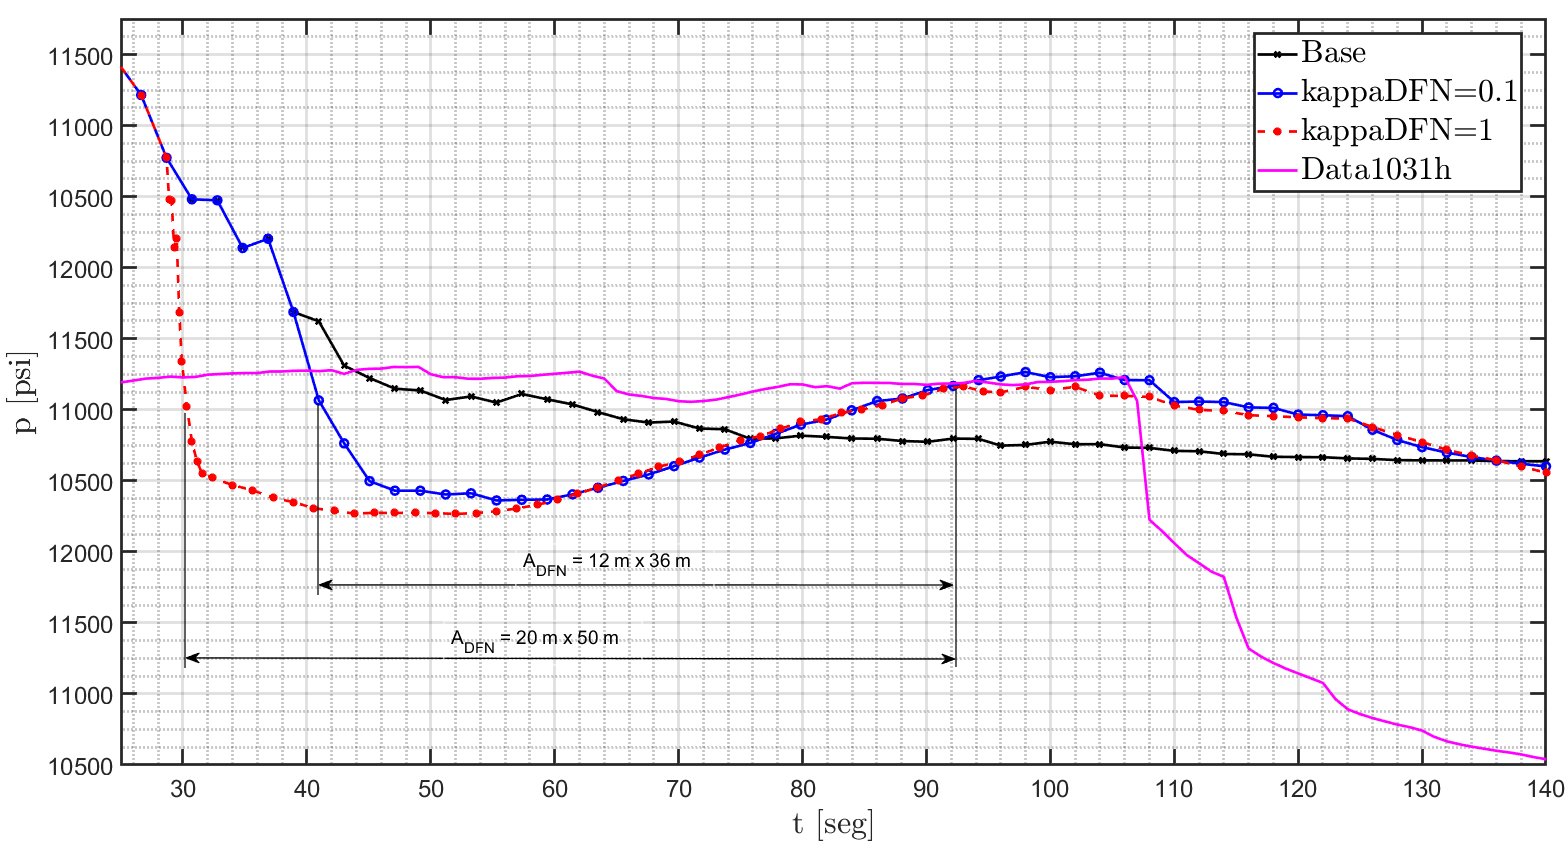 11500
11000
10500
12000
11500
11000
10500
12000
11500
11000
10500
p [psi]
Base
kappaDFN=0.1
kappaDFN=1
Data1031h
A_DFN = 12 m x 36 m
A_DFN = 20 m x 50 m
30 40 50 60 70 80 90 100 110 120 130 140
t [seg]